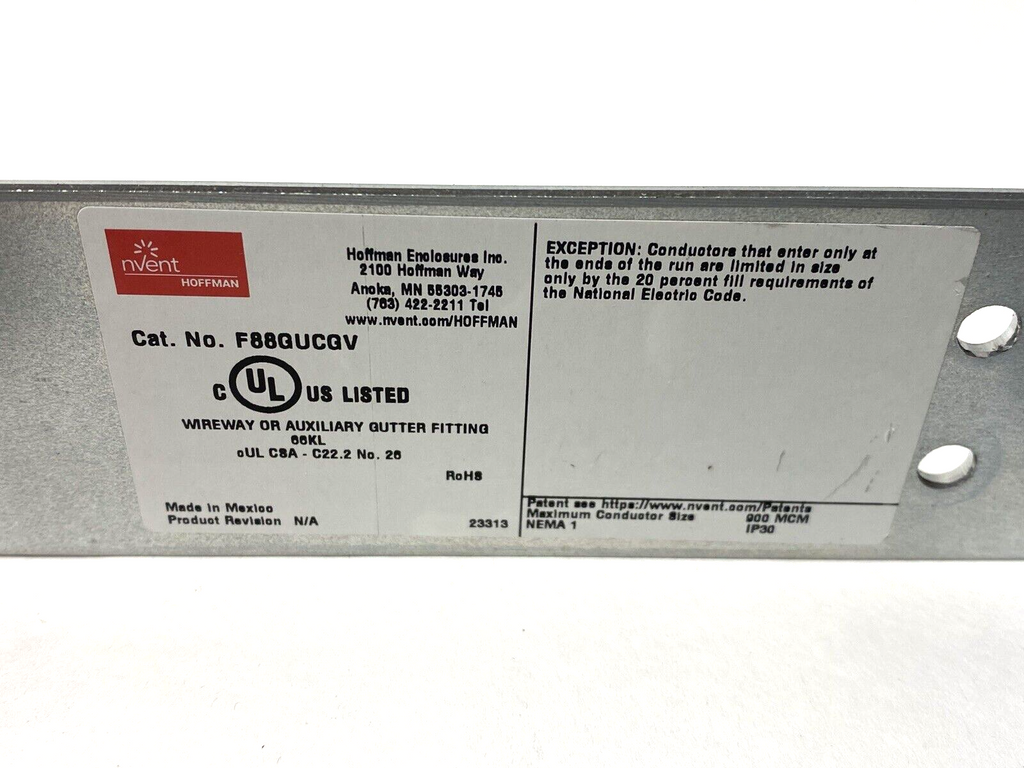 nvent
HOFFMAN
Hoffman Enclosures Inc.
2100 Hoffman Way
Anoka, MN 55303-1745
(763) 422-2211 Tel
www.nvent.com/HOFFMAN
Cat. No. F88GUCGV
C UL US LISTED
WIREWAY OR AUXILIARY GUTTER FITTING
66KL
cUL CSA - C22.2 No. 26
RoHS
Made in Mexico
Product Revision N/A
23313
EXCEPTION: Conductors that enter only at
the ends of the run are limited in size
only by the 20 percent fill requirements of
the National Electric Code.
Patent see https://www.nvent.com/Patents
Maximum Conductor Size 900 MCM
NEMA 1 IP30